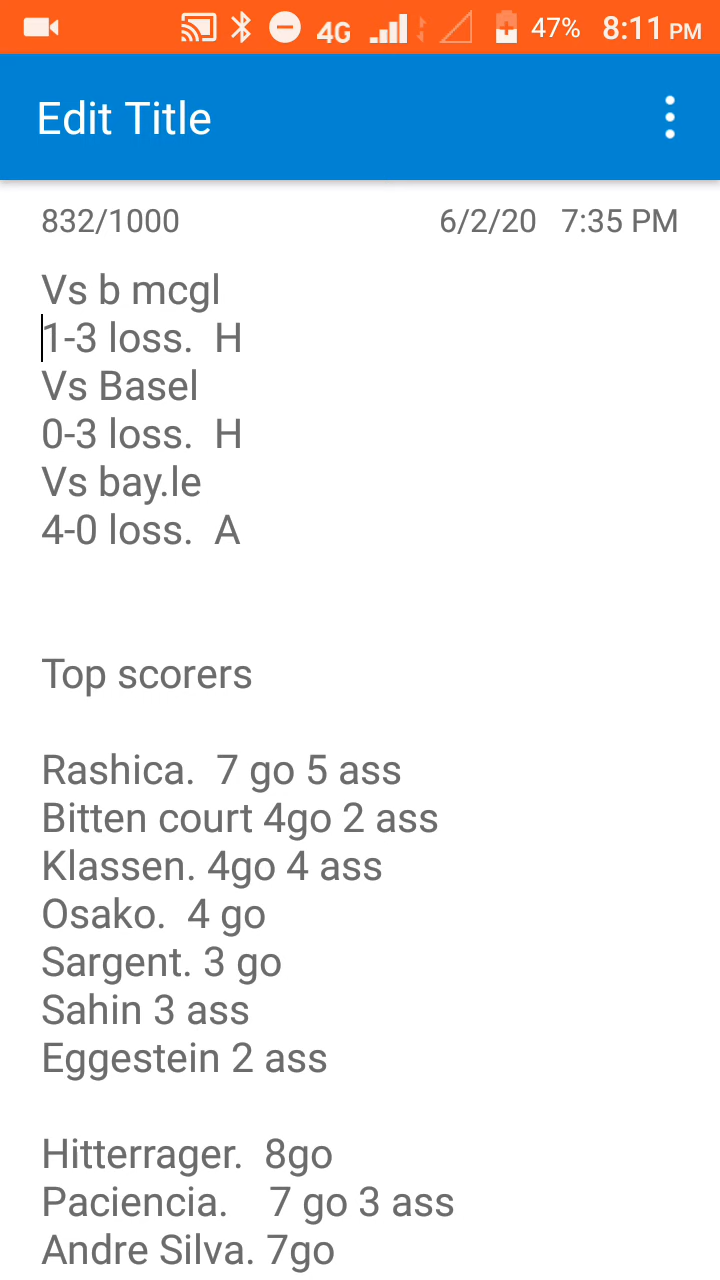 4G 47% 8:11 PM
Edit Title
832/1000 6/2/20 7:35 PM
Vs b mcgl
1-3 loss. H
Vs Basel
0-3 loss. H
Vs bay.le
4-0 loss. A
Top scorers
Rashica. 7 go 5 ass
Bitten court 4go 2 ass
Klassen. 4go 4 ass
Osako. 4 go
Sargent. 3 go
Sahin 3 ass
Eggestein 2 ass
Hitterrager. 8go
Paciencia. 7 go 3 ass
Andre Silva. 7go